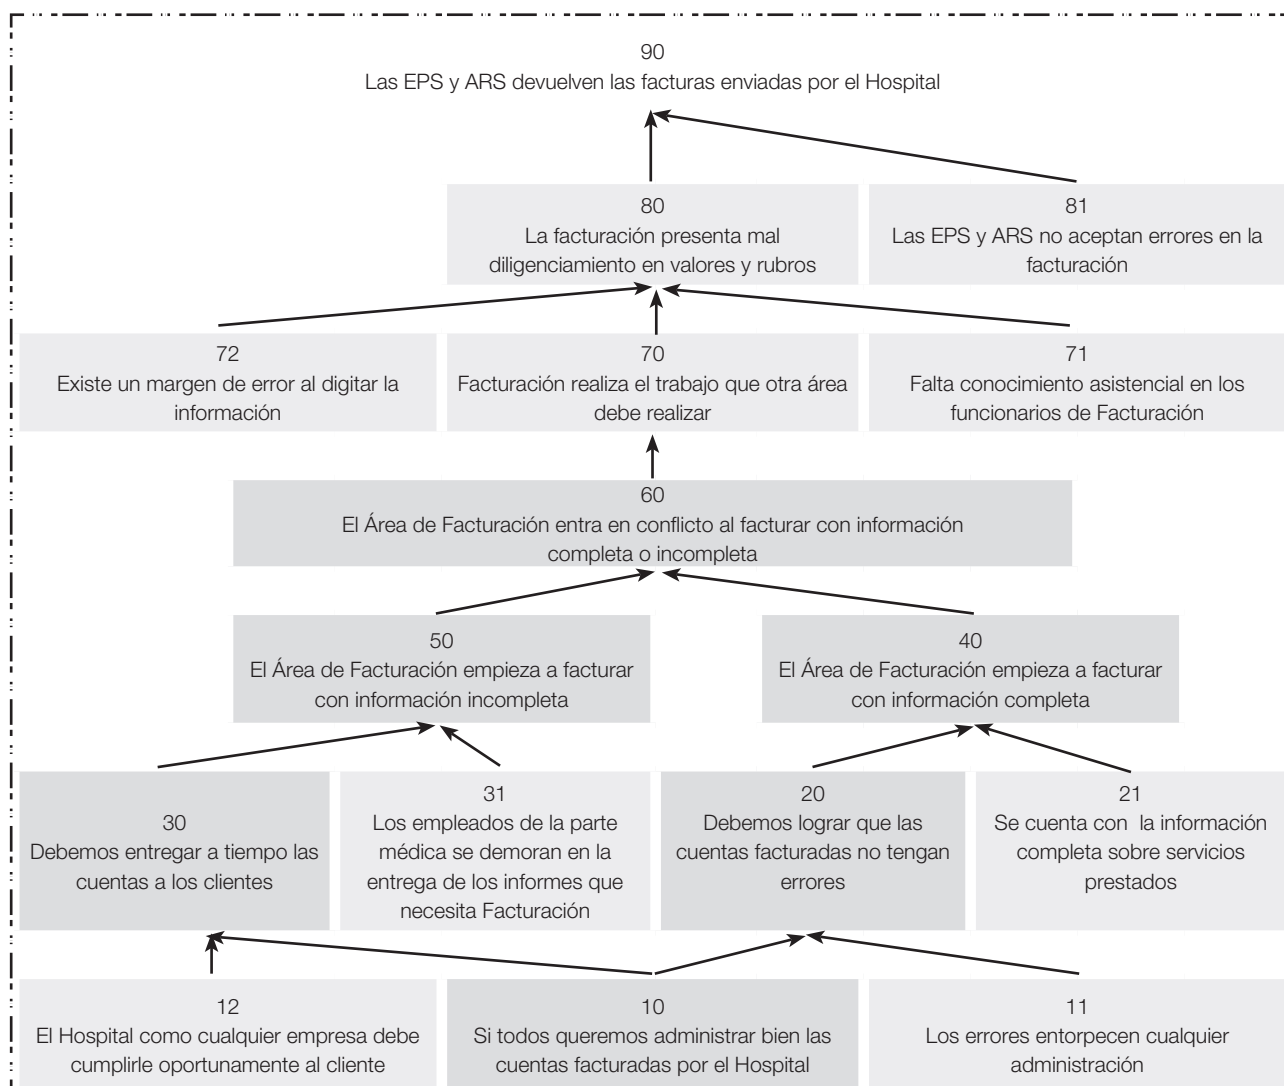 90
Las EPS y ARS devuelven las facturas enviadas por el Hospital
80
La facturación presenta mal
diligenciamiento en valores y rubros
81
Las EPS y ARS no aceptan errores en la
facturación
72
Existe un margen de error al digitar la
información
70
Facturación realiza el trabajo que otra área
debe realizar
71
Falta conocimiento asistencial en los
funcionarios de Facturación
60
El Área de Facturación entra en conflicto al facturar con información
completa o incompleta
50
El Área de Facturación empieza a facturar
con información incompleta
40
El Área de Facturación empieza a facturar
con información completa
30
Debemos entregar a tiempo las
cuentas a los clientes
31
Los empleados de la parte
médica se demoran en la
entrega de los informes que
necesita Facturación
20
Debemos lograr que las
cuentas facturadas no tengan
errores
21
Se cuenta con la información
completa sobre servicios
prestados
12
El Hospital como cualquier empresa debe
cumplirle oportunamente al cliente
10
Si todos queremos administrar bien las
cuentas facturadas por el Hospital
11
Los errores entorpecen cualquier
administración